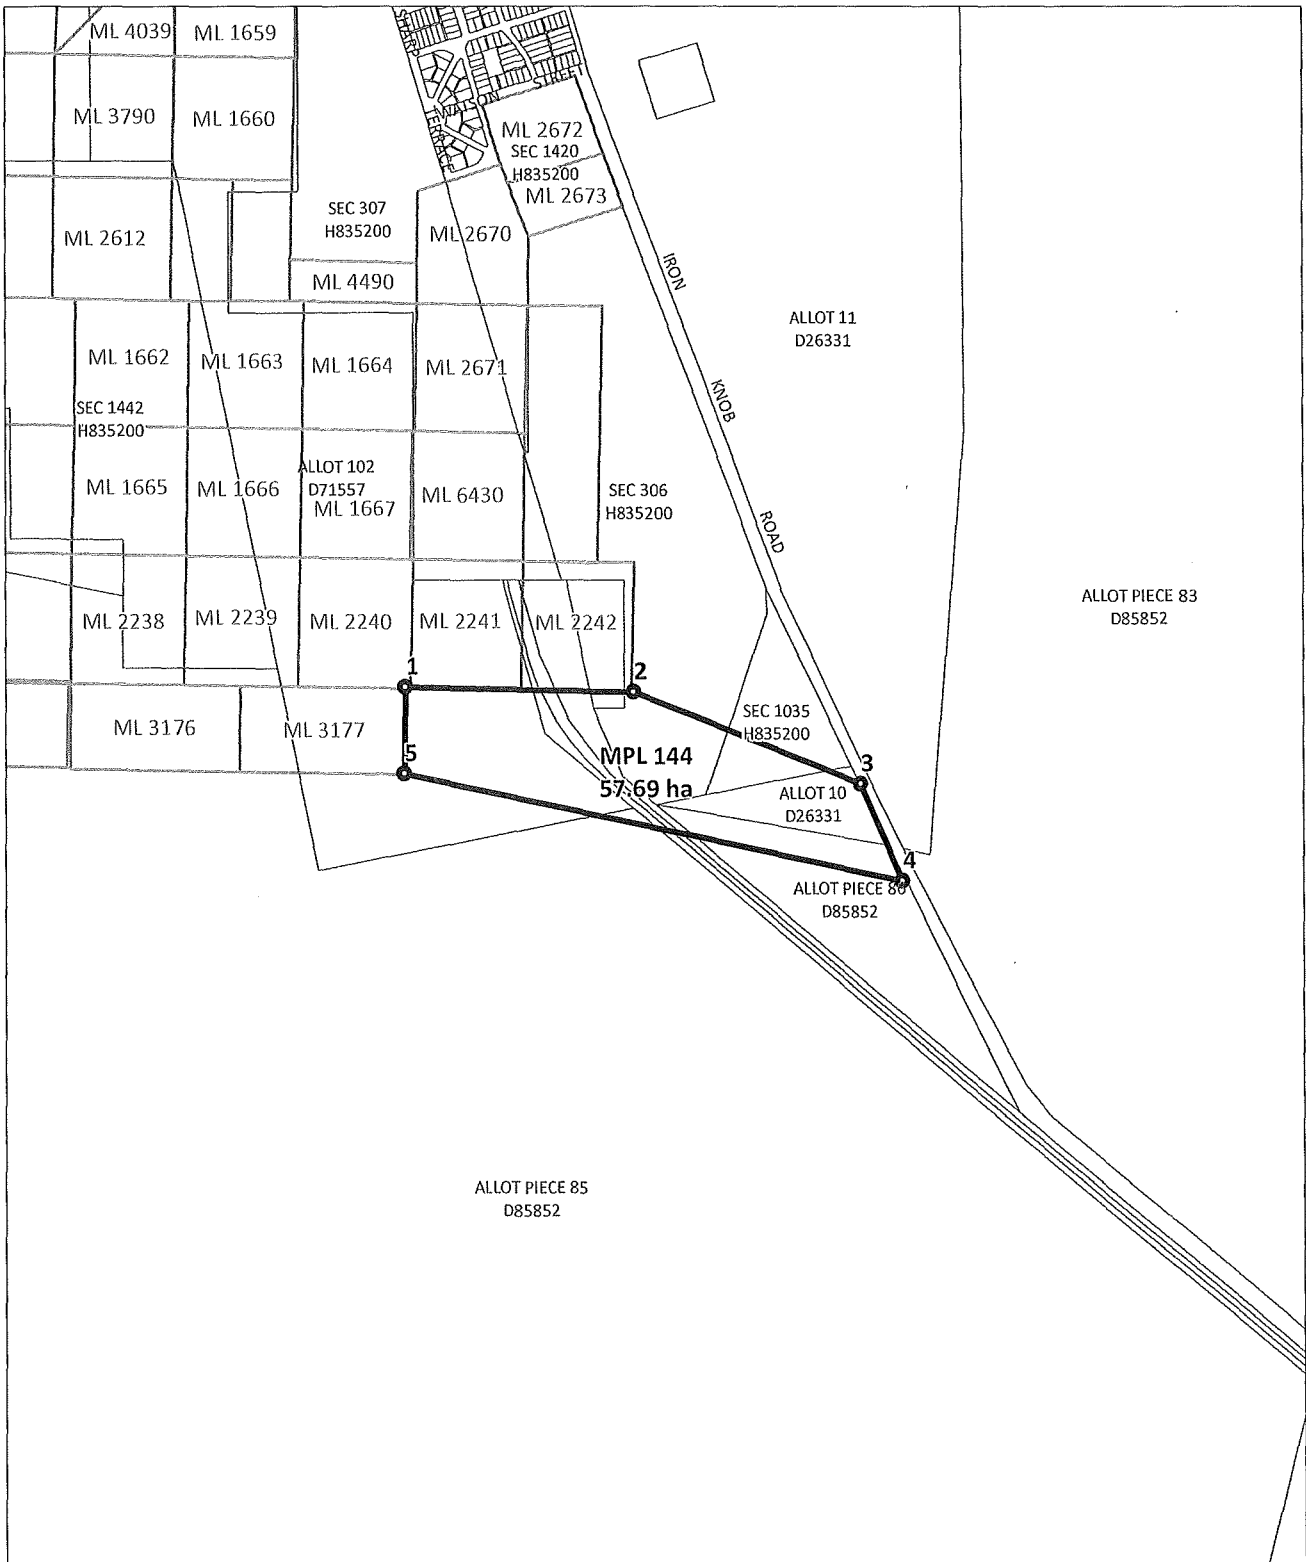 ML 4039
ML 1659
ML 3790
ML 1660
WATSON STREET
ML 2672
SEC 1420
H835200
ML 2673
SEC 307
H835200
ML 2612
ML 2670
ML 4490
IRON KNOB ROAD
ALLOT 11
D26331
ML 1662
ML 1663
ML 1664
ML 2671
SEC 1442
H835200
ALLOT 102
D71557
ML 1665
ML 1666
ML 1667
ML 6430
SEC 306
H835200
ALLOT PIECE 83
D85852
ML 2238
ML 2239
ML 2240
ML 2241
ML 2242
1
2
ML 3176
ML 3177
SEC 1035
H835200
5
MPL 144
57.69 ha
3
ALLOT 10
D26331
4
ALLOT PIECE 86
D85852
ALLOT PIECE 85
D85852